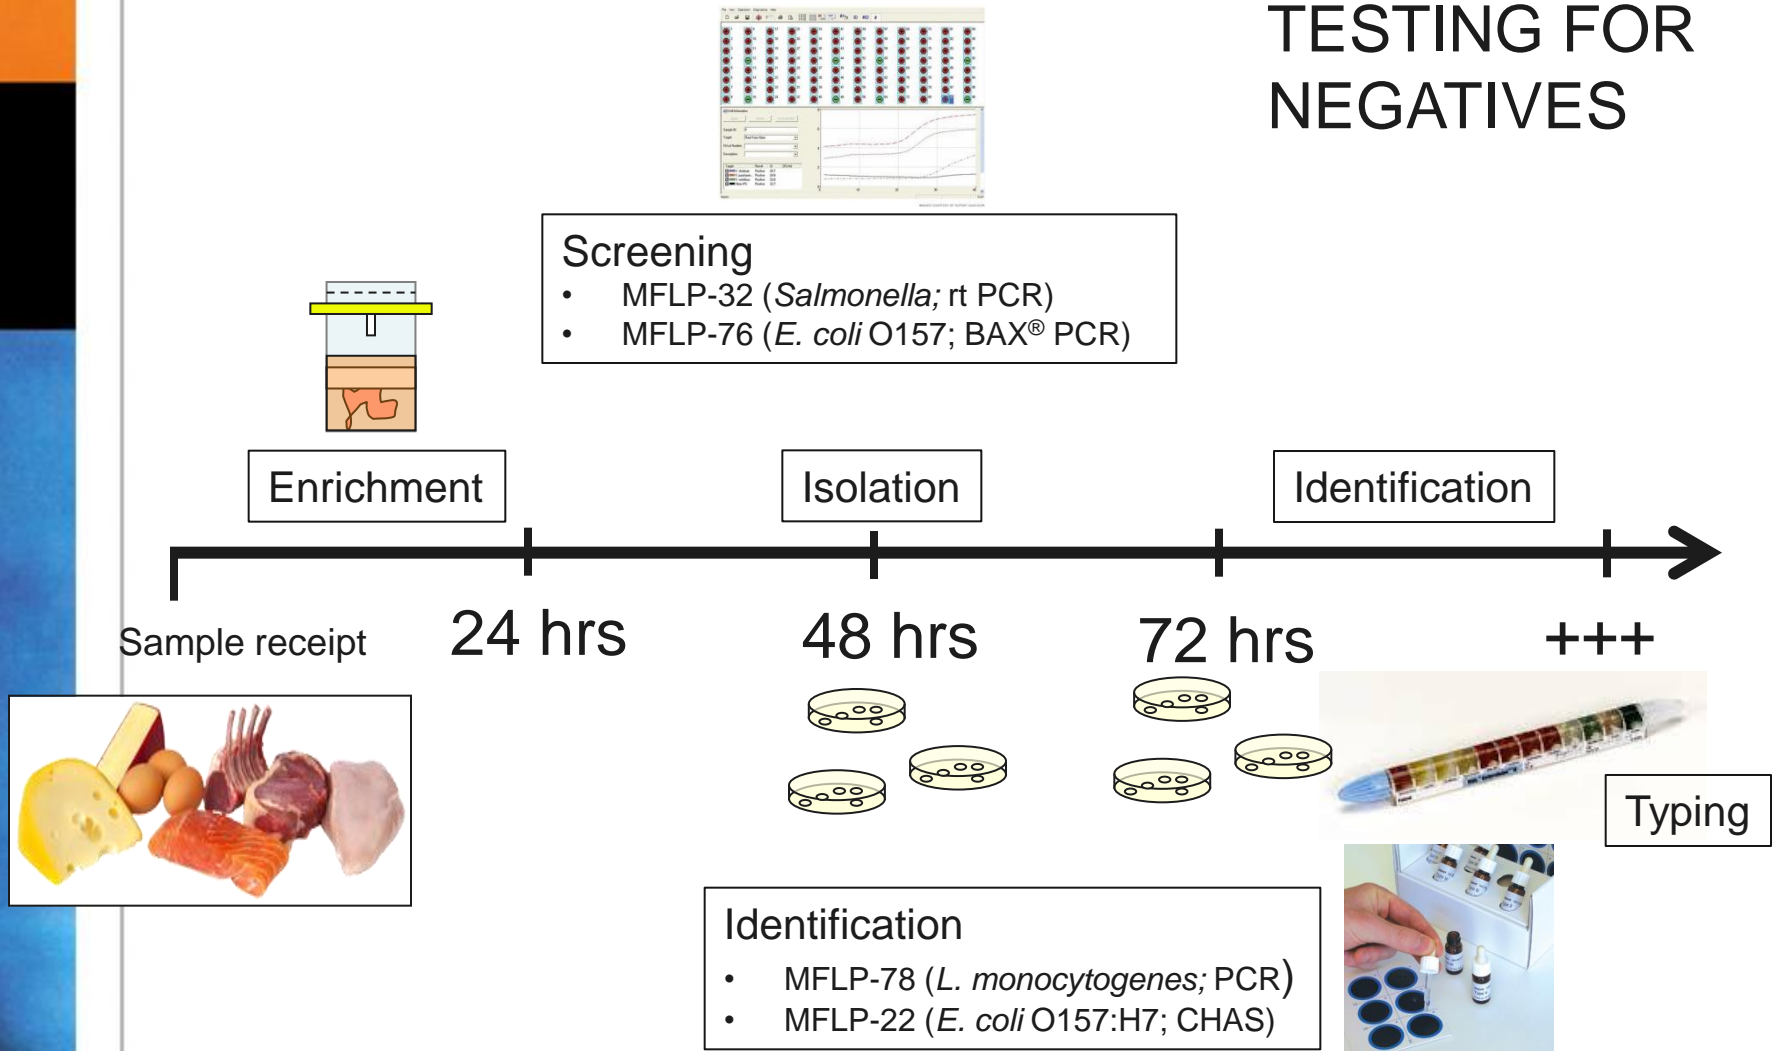 TESTING FOR
NEGATIVES
Screening
• MFLP-32 (Salmonella; rt PCR)
• MFLP-76 (E. coli O157; BAX® PCR)
Enrichment
Isolation
Identification
Sample receipt
24 hrs
48 hrs
72 hrs
+++
Typing
Identification
• MFLP-78 (L. monocytogenes; PCR)
• MFLP-22 (E. coli O157:H7; CHAS)